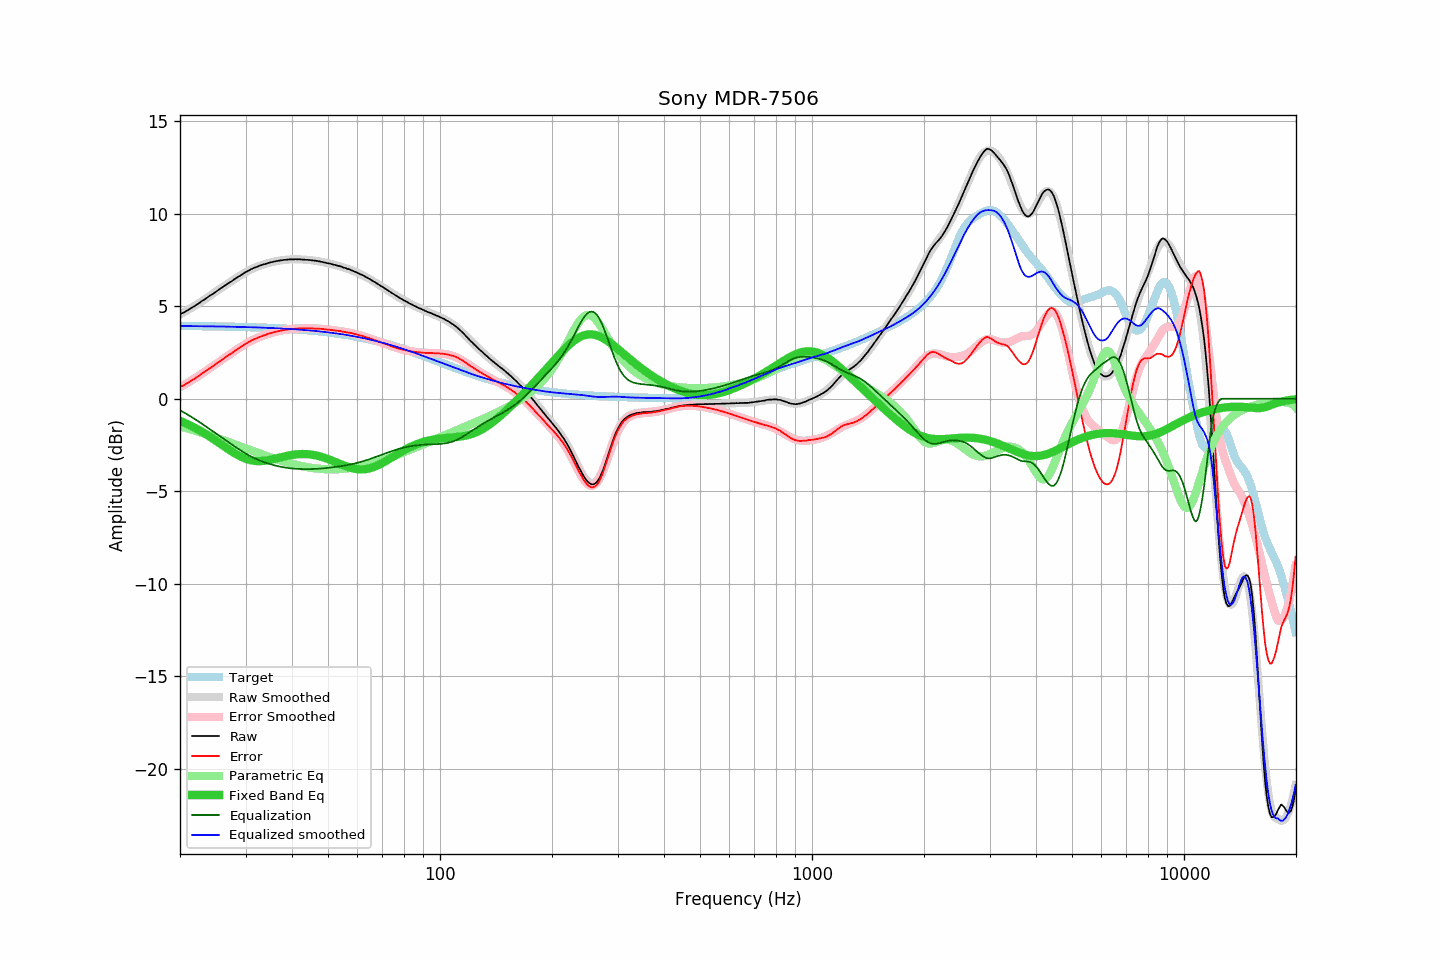 Sony MDR-7506
15
10
5
0
−5
−10
−15
−20
Amplitude (dBr)
Target
Raw Smoothed
Error Smoothed
Raw
Error
Parametric Eq
Fixed Band Eq
Equalization
Equalized smoothed
100
1000
10000
Frequency (Hz)